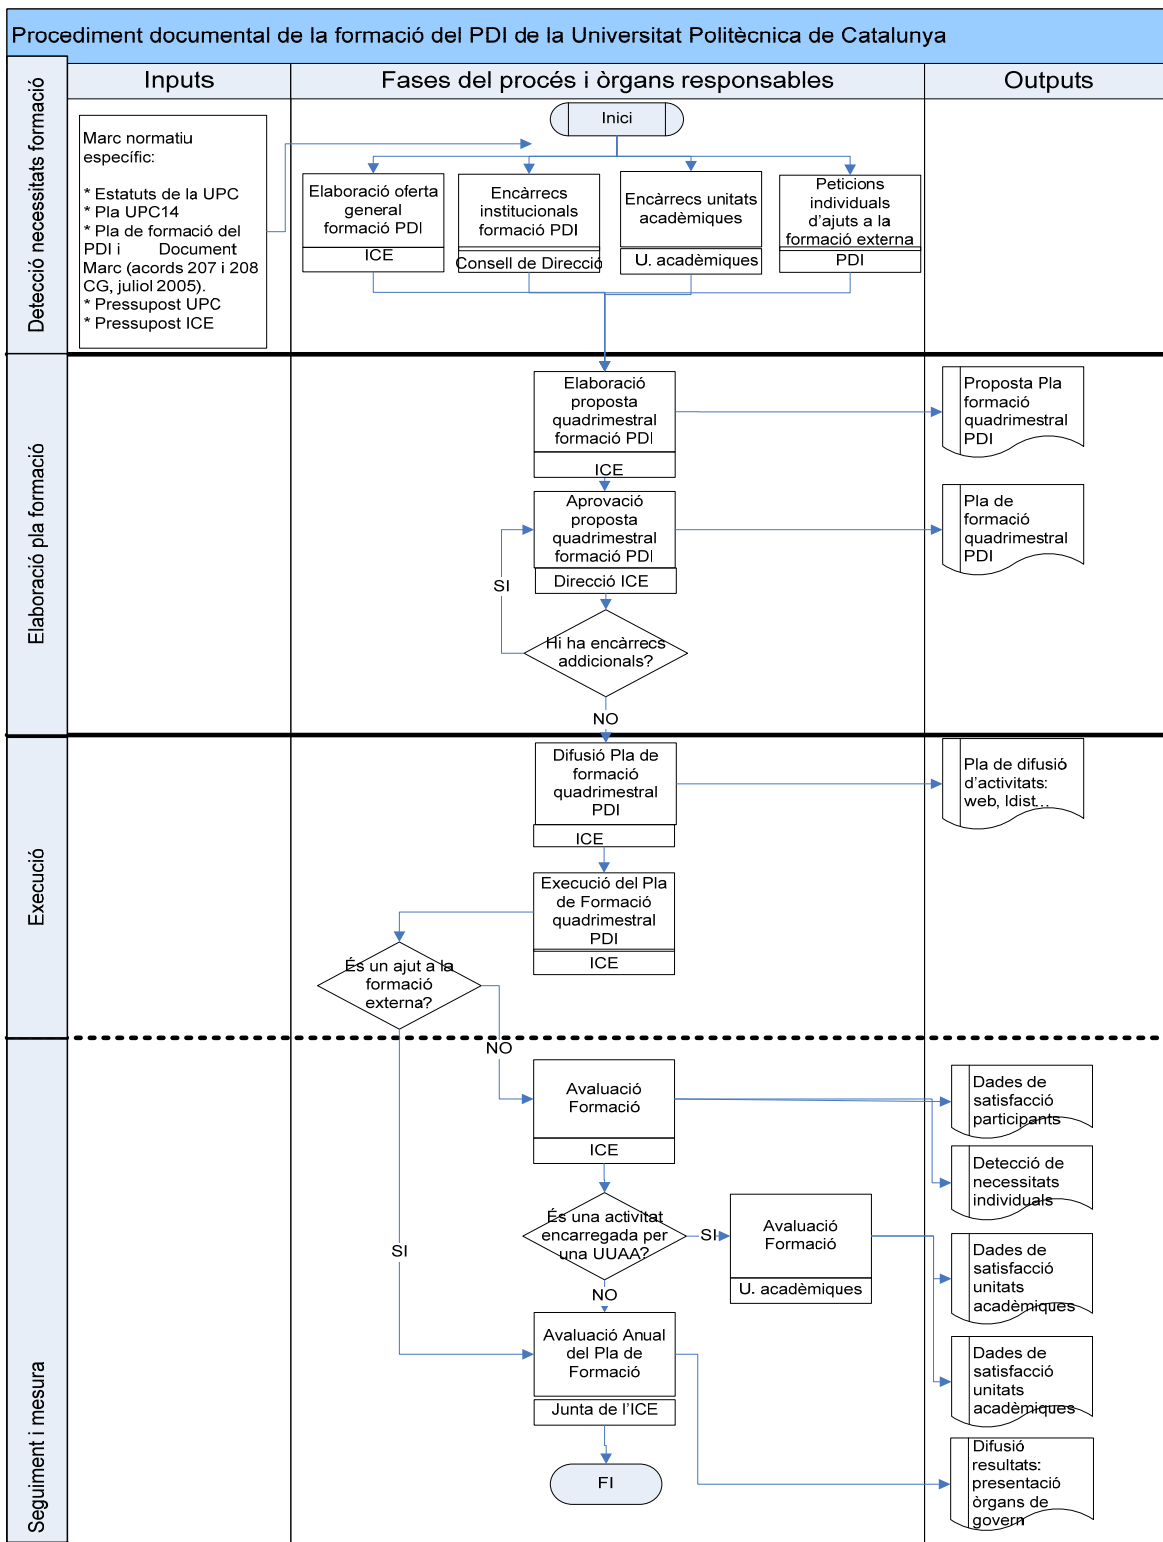 Procediment documental de la formació del PDI de la Universitat Politècnica de Catalunya
Inputs
Fases del procés i òrgans responsables
Outputs
Detecció necessitats formació
Marc normatiu
específic:
* Estatuts de la UPC
* Pla UPC14
* Pla de formació del
PDI i Document
Marc (acords 207 i 208
CG, juliol 2005).
* Pressupost UPC
* Pressupost ICE
Inici
Elaboració oferta
general
formació PDI
ICE
Encàrrecs
institucionals
formació PDI
Consell de Direcció
Encàrrecs unitats
acadèmiques
U. acadèmiques
Peticions
individuals
d'ajuts a la
formació externa
PDI
Elaboració pla formació
Elaboració
proposta
quadrimestral
formació PDI
ICE
Proposta Pla
formació
quadrimestral
PDI
Aprovació
proposta
quadrimestral
formació PDI
Direcció ICE
Pla de
formació
quadrimestral
PDI
SI
Hi ha encàrrecs
addicionals?
NO
Execució
Difusió Pla de
formació
quadrimestral
PDI
ICE
Pla de difusió
d'activitats:
web, ldist...
Execució del Pla
de Formació
quadrimestral
PDI
ICE
És un ajut a la
formació
externa?
NO
Seguiment i mesura
Avaluació
Formació
ICE
Dades de
satisfacció
participants
Detecció de
necessitats
individuals
És una activitat
encarregada per
una UUAA?
SI
Avaluació
Formació
U. acadèmiques
Dades de
satisfacció
unitats
acadèmiques
SI
NO
Avaluació Anual
del Pla de
Formació
Junta de l'ICE
Dades de
satisfacció
unitats
acadèmiques
FI
Difusió
resultats:
presentació
òrgans de
govern